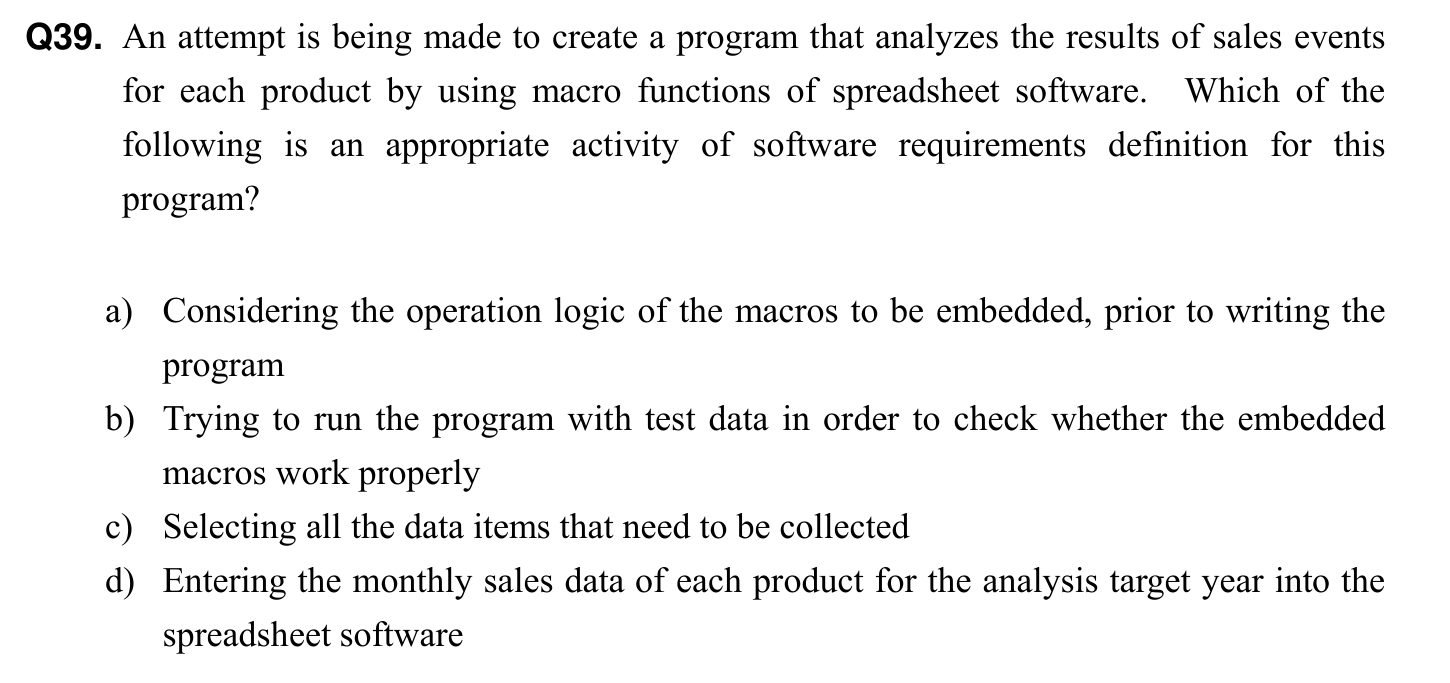 Q39. An attempt is being made to create a program that analyzes the results of sales events
for each product by using macro functions of spreadsheet software. Which of the
following is an appropriate activity of software requirements definition for this
program?
a) Considering the operation logic of the macros to be embedded, prior to writing the
program
b) Trying to run the program with test data in order to check whether the embedded
macros work properly
c) Selecting all the data items that need to be collected
d) Entering the monthly sales data of each product for the analysis target year into the
spreadsheet software